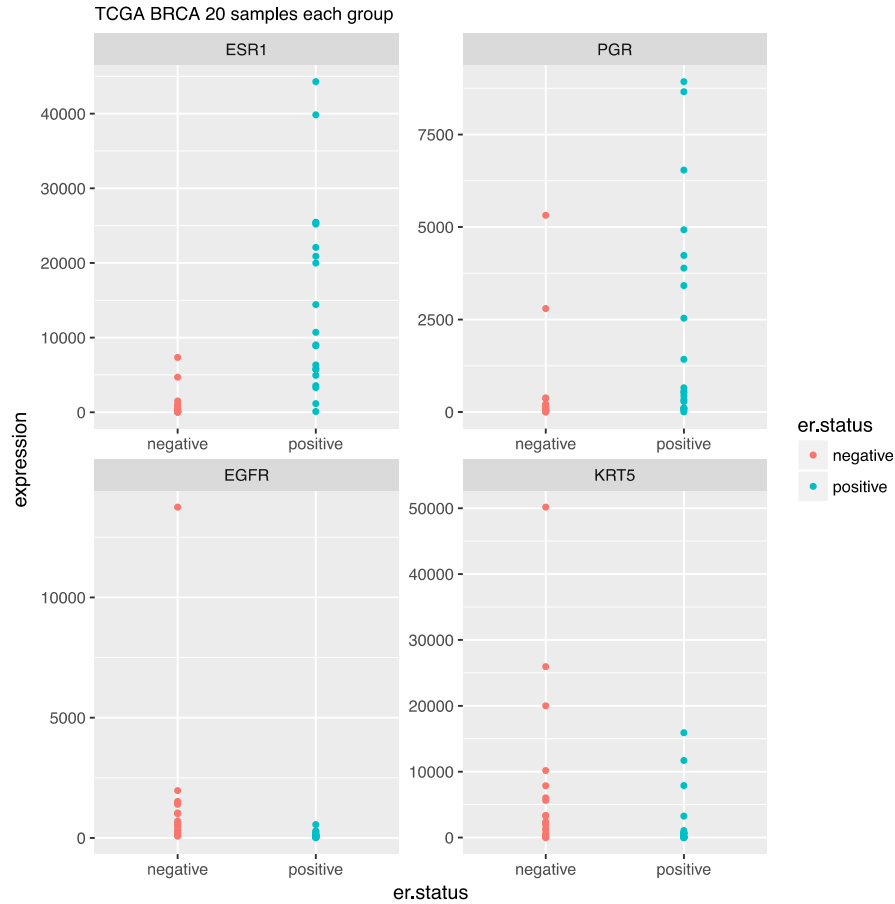 TCGA BRCA 20 samples each group
ESR1
PGR
40000
30000
20000
10000
0
7500
5000
2500
0
negative
positive
negative
positive
expression
er.status
negative
positive
EGFR
KRT5
10000
5000
0
50000
40000
30000
20000
10000
0
negative
positive
negative
positive
er.status